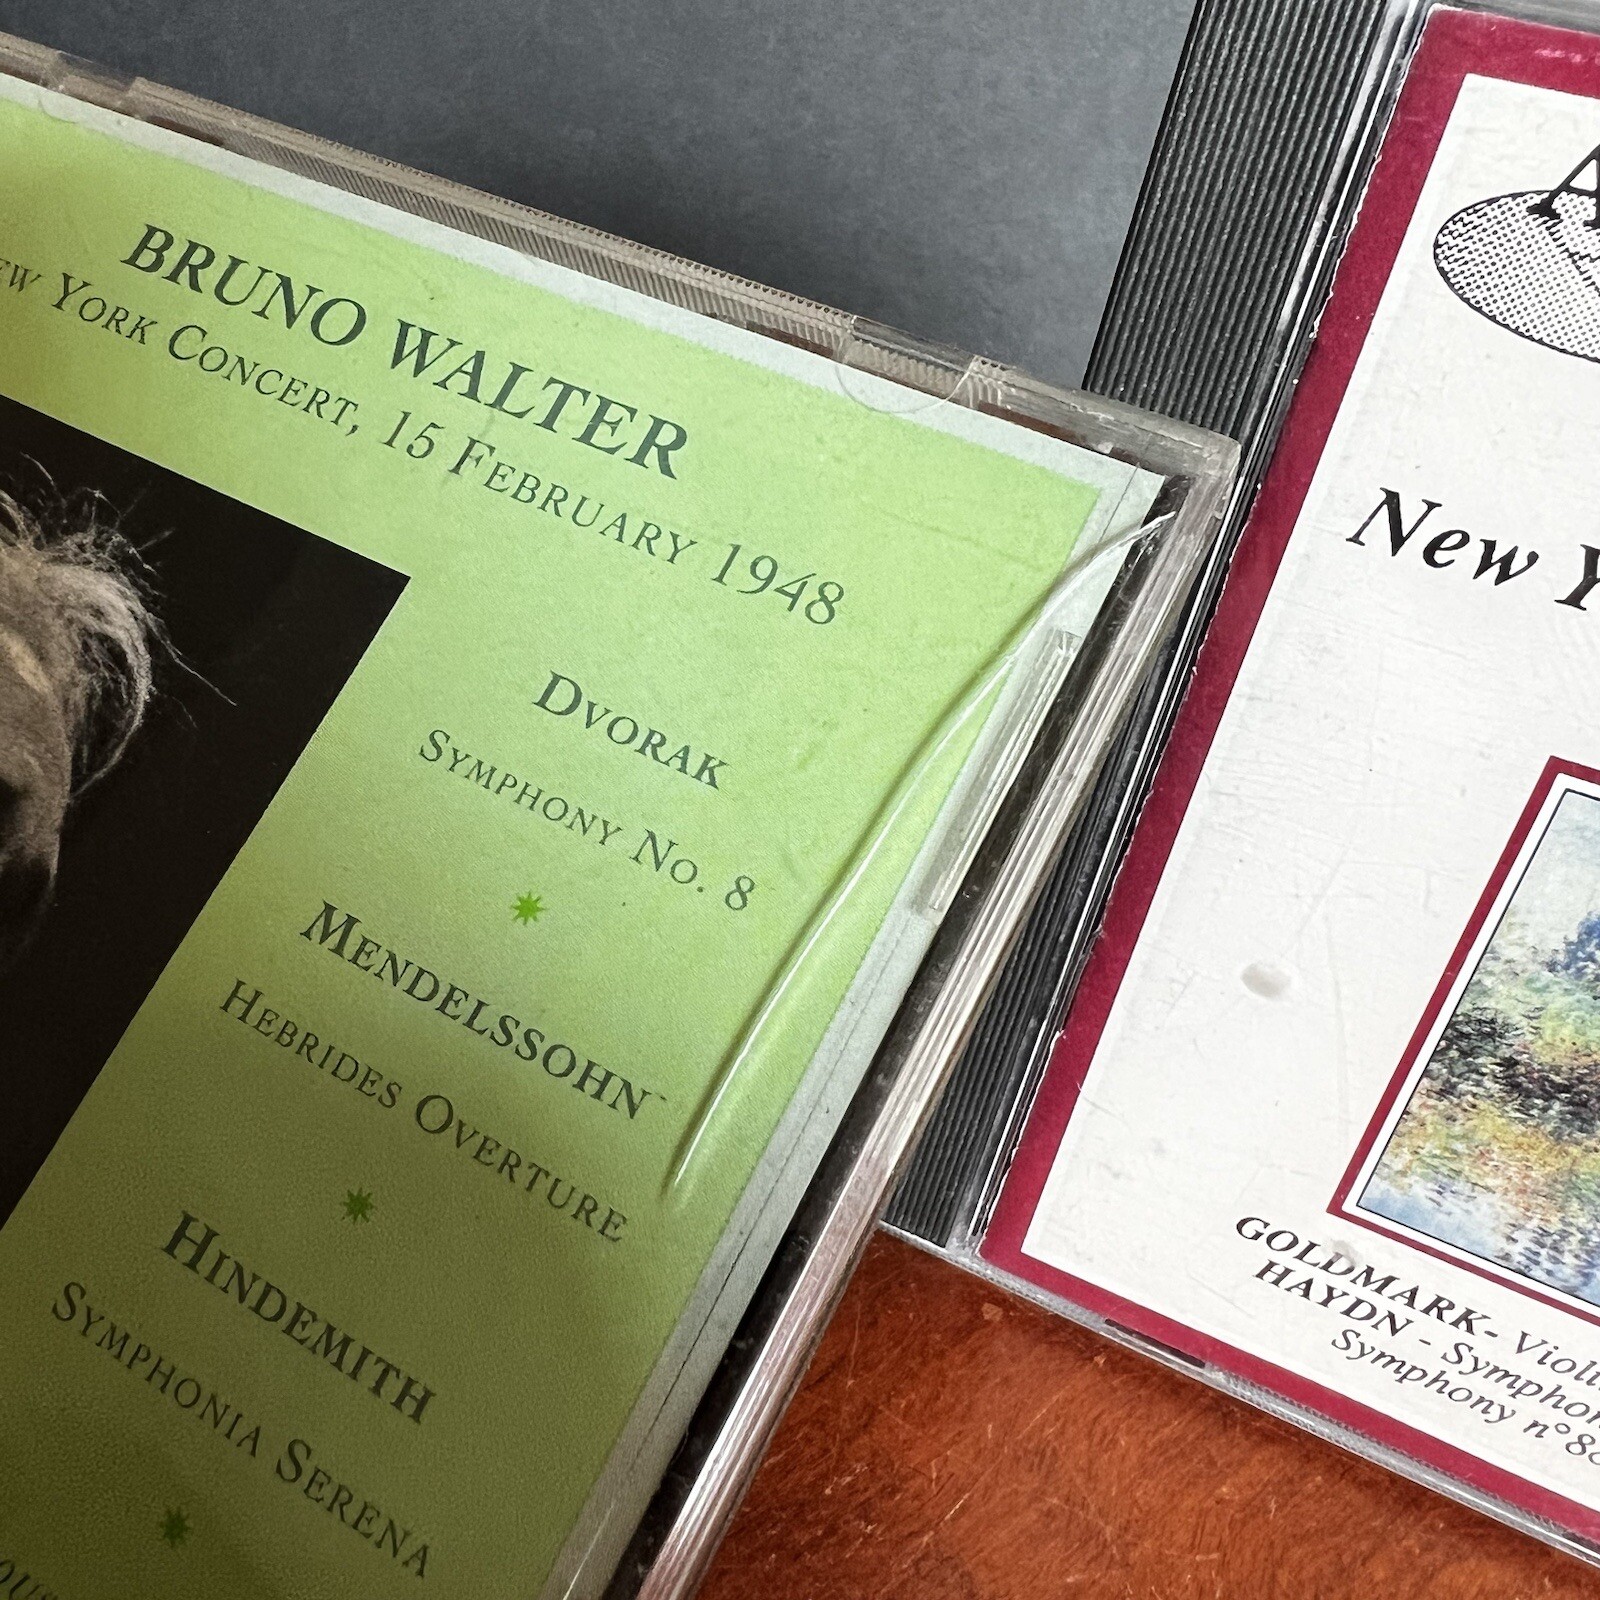 BRUNO WALTER
YORK CONCERT, 15 FEBRUARY 1948
DVORAK
SYMPHONY NO. 8
MENDELSSOHN
HEBRIDES OVERTURE
HINDEMITH
SYMPHONIA SERENA
New
GOLDMARK-
HAYDN -
Symphony